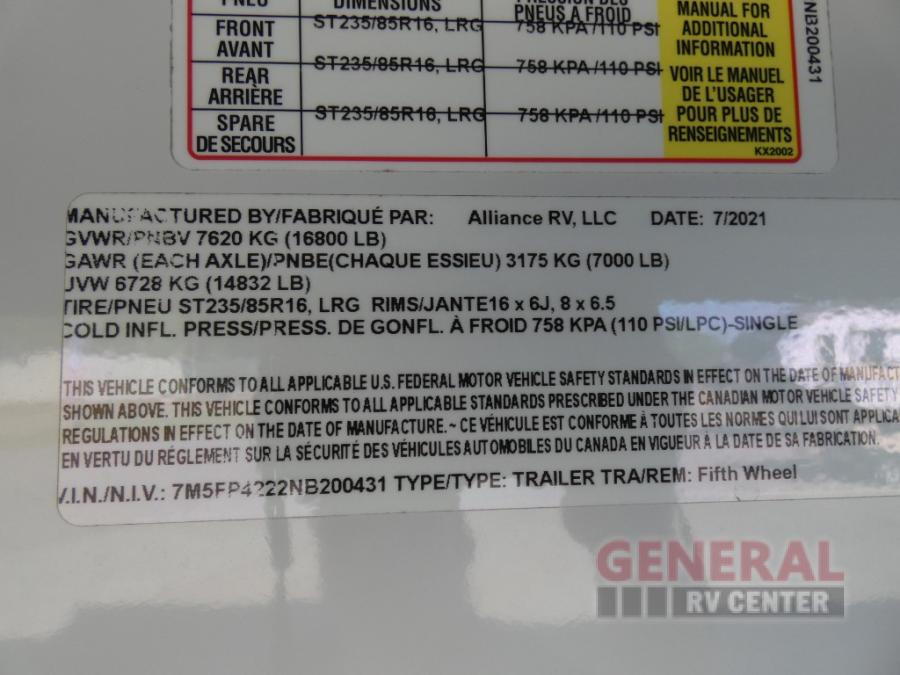 PNEU DIMENSIONS PRESSION DES
PNEUS A FROID
MANUAL FOR
ADDITIONAL
INFORMATION
FRONT
AVANT
ST235/85R16, LRG 758 KPA /110 PSI
REAR
ARRIÈRE
ST235/85R16, LRG 758 KPA /110 PSI
SPARE
DE SECOURS
ST235/85R16, LRG 758 KPA /110 PSI
VOIR LE MANUEL
DE L'USAGER
POUR PLUS DE
RENSEIGNEMENTS
KX2002
NB200431
MANUFACTURED BY/FABRIQUÉ PAR: Alliance RV, LLC DATE: 7/2021
GVWR/PNBV 7620 KG (16800 LB)
GAWR (EACH AXLE)/PNBE(CHAQUE ESSIEU) 3175 KG (7000 LB)
UVW 6728 KG (14832 LB)
TIRE/PNEU ST235/85R16, LRG RIMS/JANTE16 x 6J, 8 x 6.5
COLD INFL. PRESS/PRESS. DE GONFL. À FROID 758 KPA (110 PSI/LPC)-SINGLE
THIS VEHICLE CONFORMS TO ALL APPLICABLE U.S. FEDERAL MOTOR VEHICLE SAFETY STANDARDS IN EFFECT ON THE DATE OF MANUFACT
SHOWN ABOVE. THIS VEHICLE CONFORMS TO ALL APPLICABLE STANDARDS PRESCRIBED UNDER THE CANADIAN MOTOR VEHICLE SAFETY
REGULATIONS IN EFFECT ON THE DATE OF MANUFACTURE. ~ CE VÉHICULE EST CONFORME À TOUTES LES NORMES QUI LUI SONT APPLICA
EN VERTU DU RÉGLEMENT SUR LA SÉCURITÉ DES VÉHICULES AUTOMOBILES DU CANADA EN VIGUEUR À LA DATE DE SA FABRICATION.
V.I.N./N.I.V.: 7M5FP4222NB200431 TYPE/TYPE: TRAILER TRA/REM: Fifth Wheel
GENERAL
RV CENTER